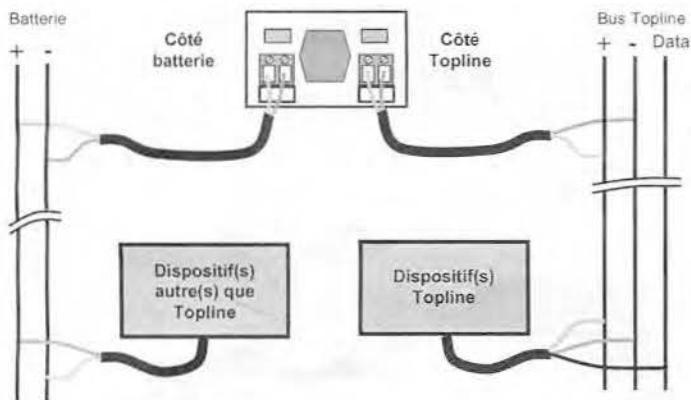 Batterie
+ -
Côté
batterie
Côté
Topline
Bus Topline
+ - Data
Dispositif(s)
autre(s) que
Topline
Dispositif(s)
Topline